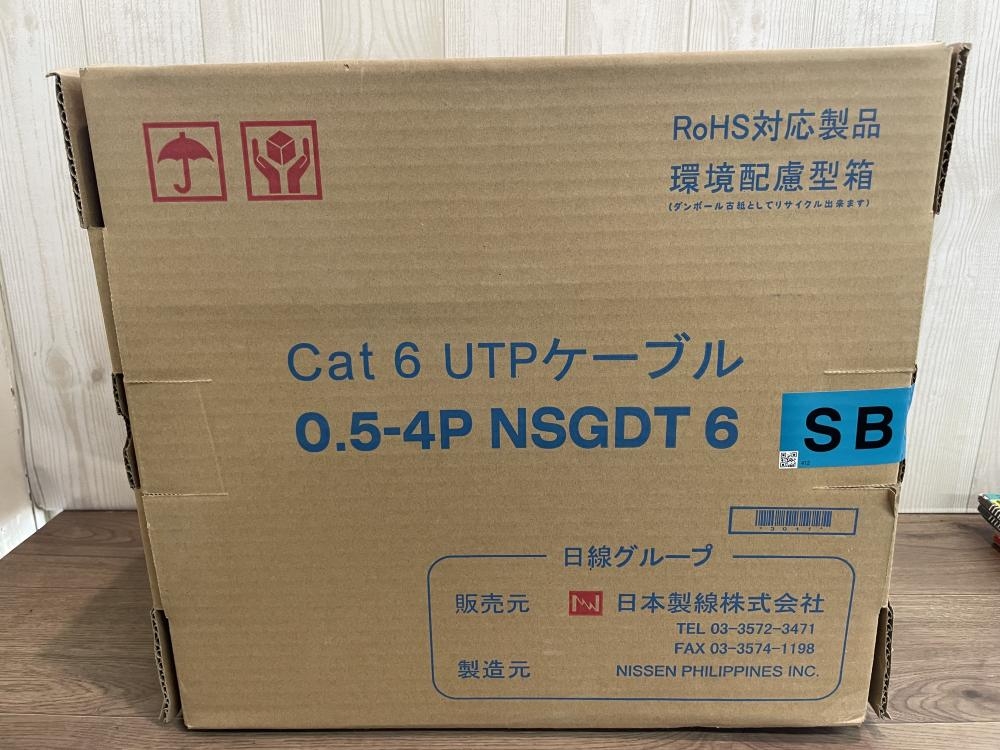 RoHS対応製品
環境配慮型箱
(ダンボール古紙としてリサイクル出来ます)
Cat 6 UTPケーブル
0.5-4P NSGDT 6
SB
412
*3011*
日線グループ
販売元 日本製線株式会社
TEL 03-3572-3471
FAX 03-3574-1198
製造元 NISSEN PHILIPPINES INC.